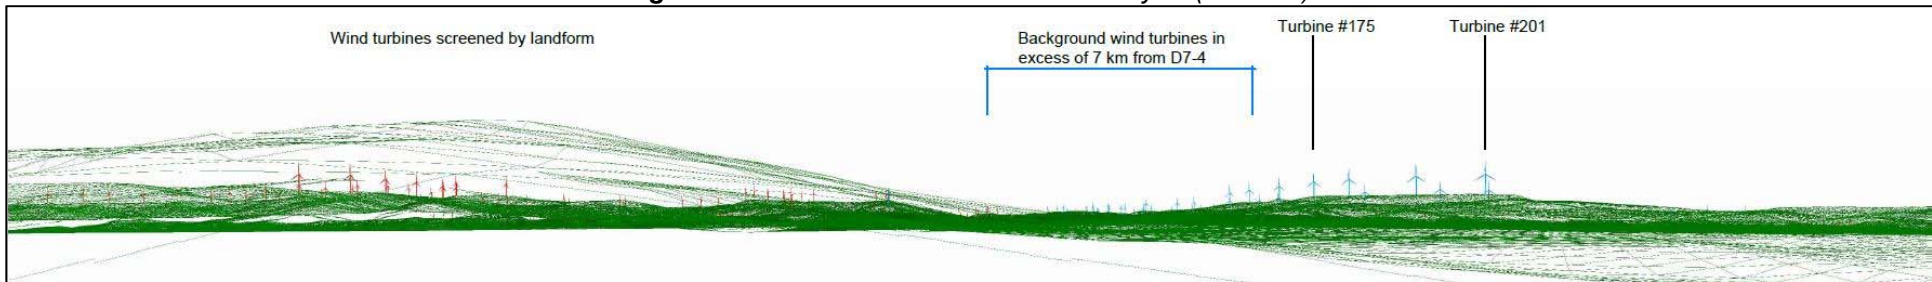 Wind turbines screened by landform
Background wind turbines in
excess of 7 km from D7-4
Turbine #175
Turbine #201